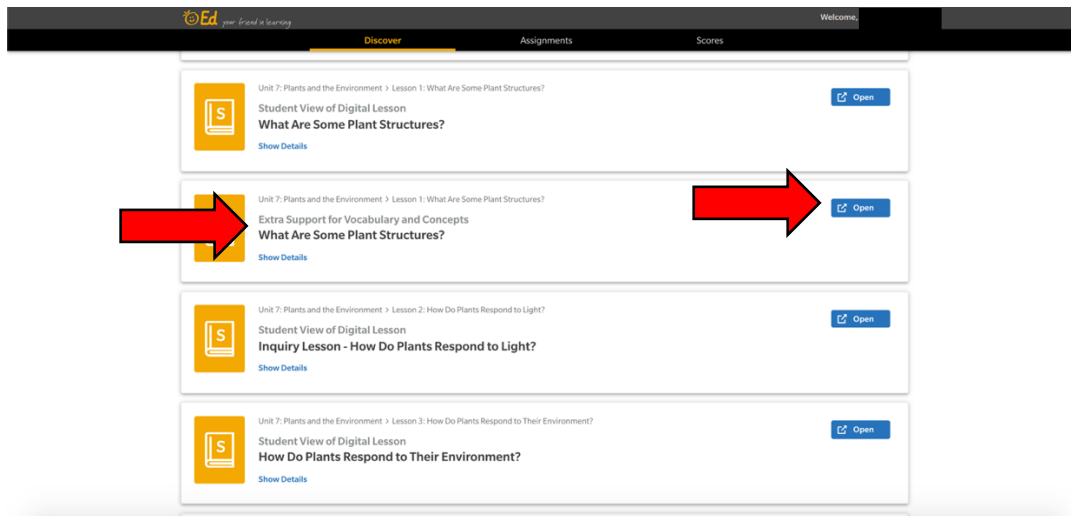 Ed your friend in learning
Welcome,
Discover Assignments Scores
Unit 7: Plants and the Environment > Lesson 1: What Are Some Plant Structures?
Student View of Digital Lesson
What Are Some Plant Structures?
Show Details
Open
S
Unit 7: Plants and the Environment > Lesson 1: What Are Some Plant Structures?
Extra Support for Vocabulary and Concepts
What Are Some Plant Structures?
Show Details
Open
Unit 7: Plants and the Environment > Lesson 2: How Do Plants Respond to Light?
Student View of Digital Lesson
Inquiry Lesson - How Do Plants Respond to Light?
Show Details
Open
S
Unit 7: Plants and the Environment > Lesson 3: How Do Plants Respond to Their Environment?
Student View of Digital Lesson
How Do Plants Respond to Their Environment?
Show Details
Open
S